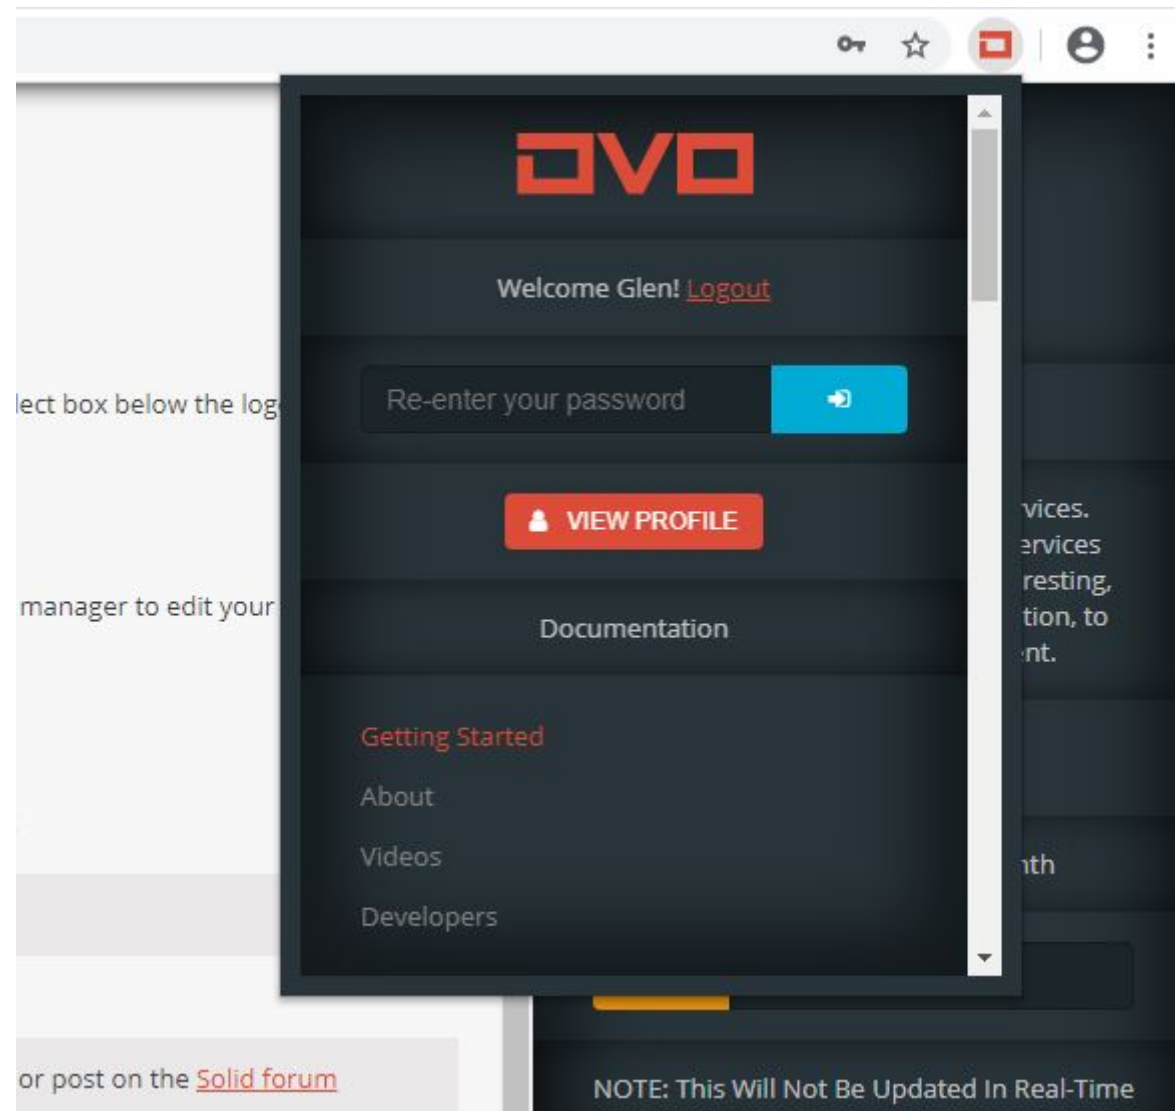 DVO
Welcome Glen! Logout
Re-enter your password
VIEW PROFILE
Documentation
Getting Started
About
Videos
Developers
lect box below the log
manager to edit your
or post on the Solid forum
vices.
ervices
resting,
tion, to
nt.
nth
NOTE: This Will Not Be Updated In Real-Time